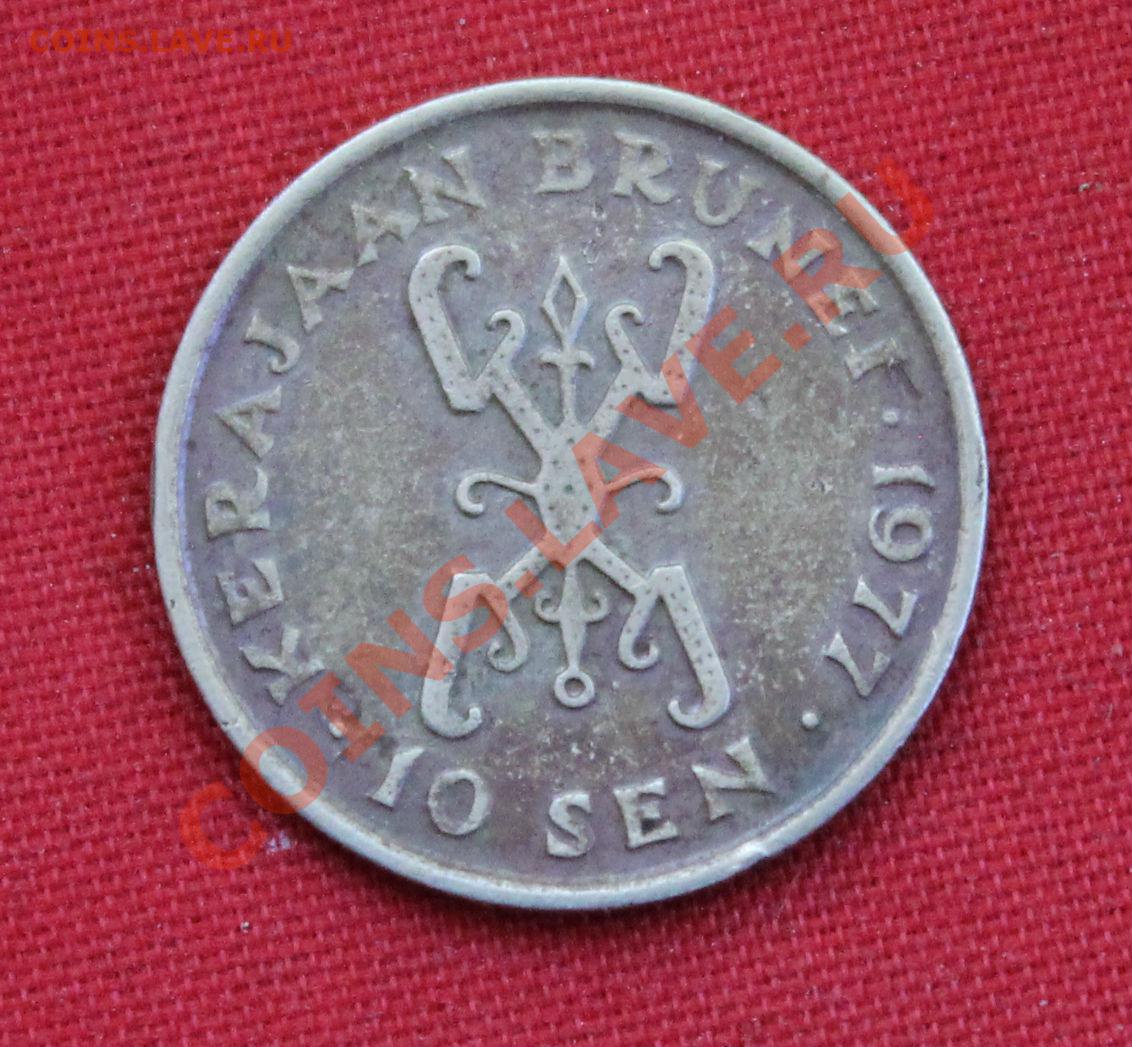 COINS.LAVE.RU
KERAJAAN BRUNEI · 1977 ·
10 SEN ·
COINS.LAVE.RU